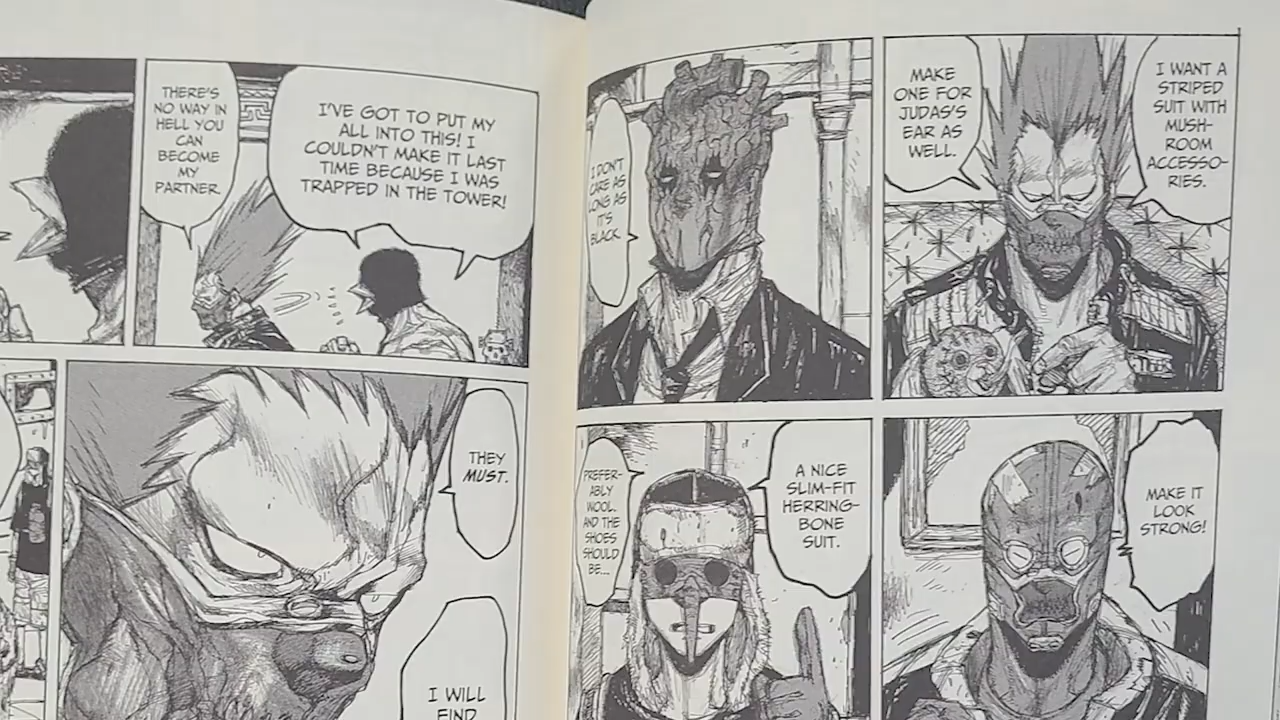 I WANT A
STRIPED
SUIT WITH
MUSH-
ROOM
ACCESSO-
RIES.
MAKE
ONE FOR
JUDAS'S
EAR AS
WELL.
I DON'T
CARE AS
LONG AS
IT'S
BLACK.
MAKE IT
LOOK
STRONG!
A NICE
SLIM-FIT
HERRING-
BONE
SUIT.
PREFER-
ABLY
WOOL.
AND THE
SHOES
SHOULD
BE...
I'VE GOT TO PUT MY
ALL INTO THIS! I
COULDN'T MAKE IT LAST
TIME BECAUSE I WAS
TRAPPED IN THE TOWER!
THERE'S
NO WAY IN
HELL YOU
CAN
BECOME
MY
PARTNER.
THEY
MUST.
I WILL
FIND